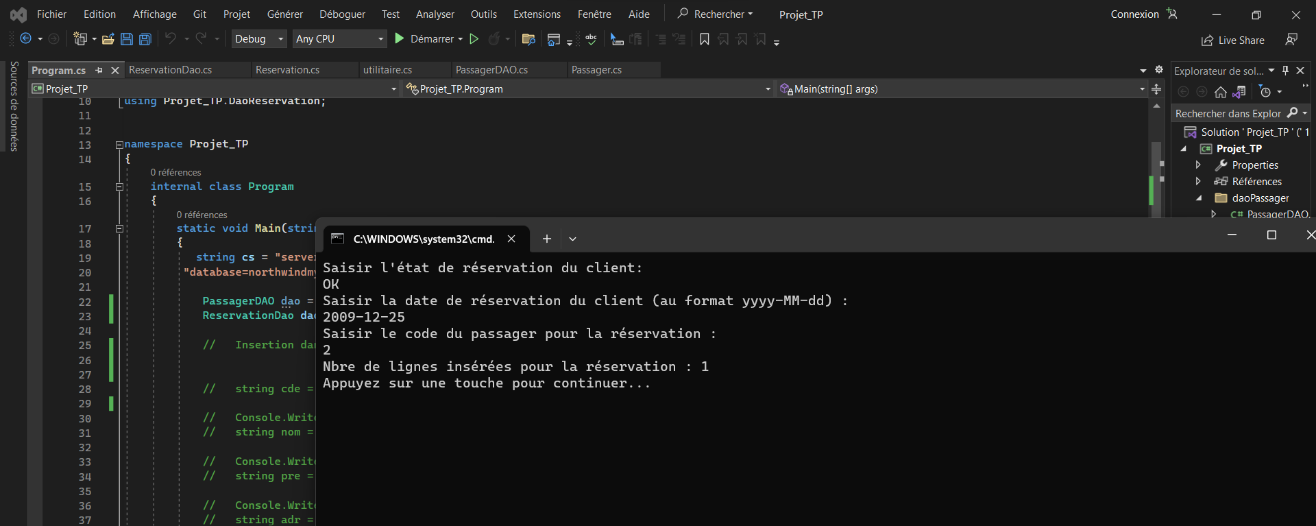 Fichier Edition Affichage Git Projet Générer Déboguer Test Analyser Outils Extensions Fenêtre Aide Rechercher Projet_TP Connexion
Debug Any CPU Démarrer abc Live Share
Sources de données
Program.cs ReservationDao.cs Reservation.cs utilitaire.cs PassagerDAO.cs Passager.cs
Projet_TP Projet_TP.Program Main(string[] args)
10 using Projet_TP.DaoReservation;
11
12
13 namespace Projet_TP
14 {
0 références
15 internal class Program
16 {
0 références
17 static void Main(strin
18 {
19 string cs = "server
20 "database=northwindmy
21
22 PassagerDAO dao =
23 ReservationDao dao
24
25 // Insertion dan
26
27
28 // string cde =
29
30 // Console.Write
31 // string nom =
32
33 // Console.Write
34 // string pre =
35
36 // Console.Write
37 // string adr =
Explorateur de sol...
Rechercher dans Explor
Solution ' Projet_TP ' (' 1
C# Projet_TP
Properties
Références
daoPassager
C# PassagerDAO.
C:\WINDOWS\system32\cmd.
Saisir l'état de réservation du client:
OK
Saisir la date de réservation du client (au format yyyy-MM-dd) :
2009-12-25
Saisir le code du passager pour la réservation :
2
Nbre de lignes insérées pour la réservation : 1
Appuyez sur une touche pour continuer...